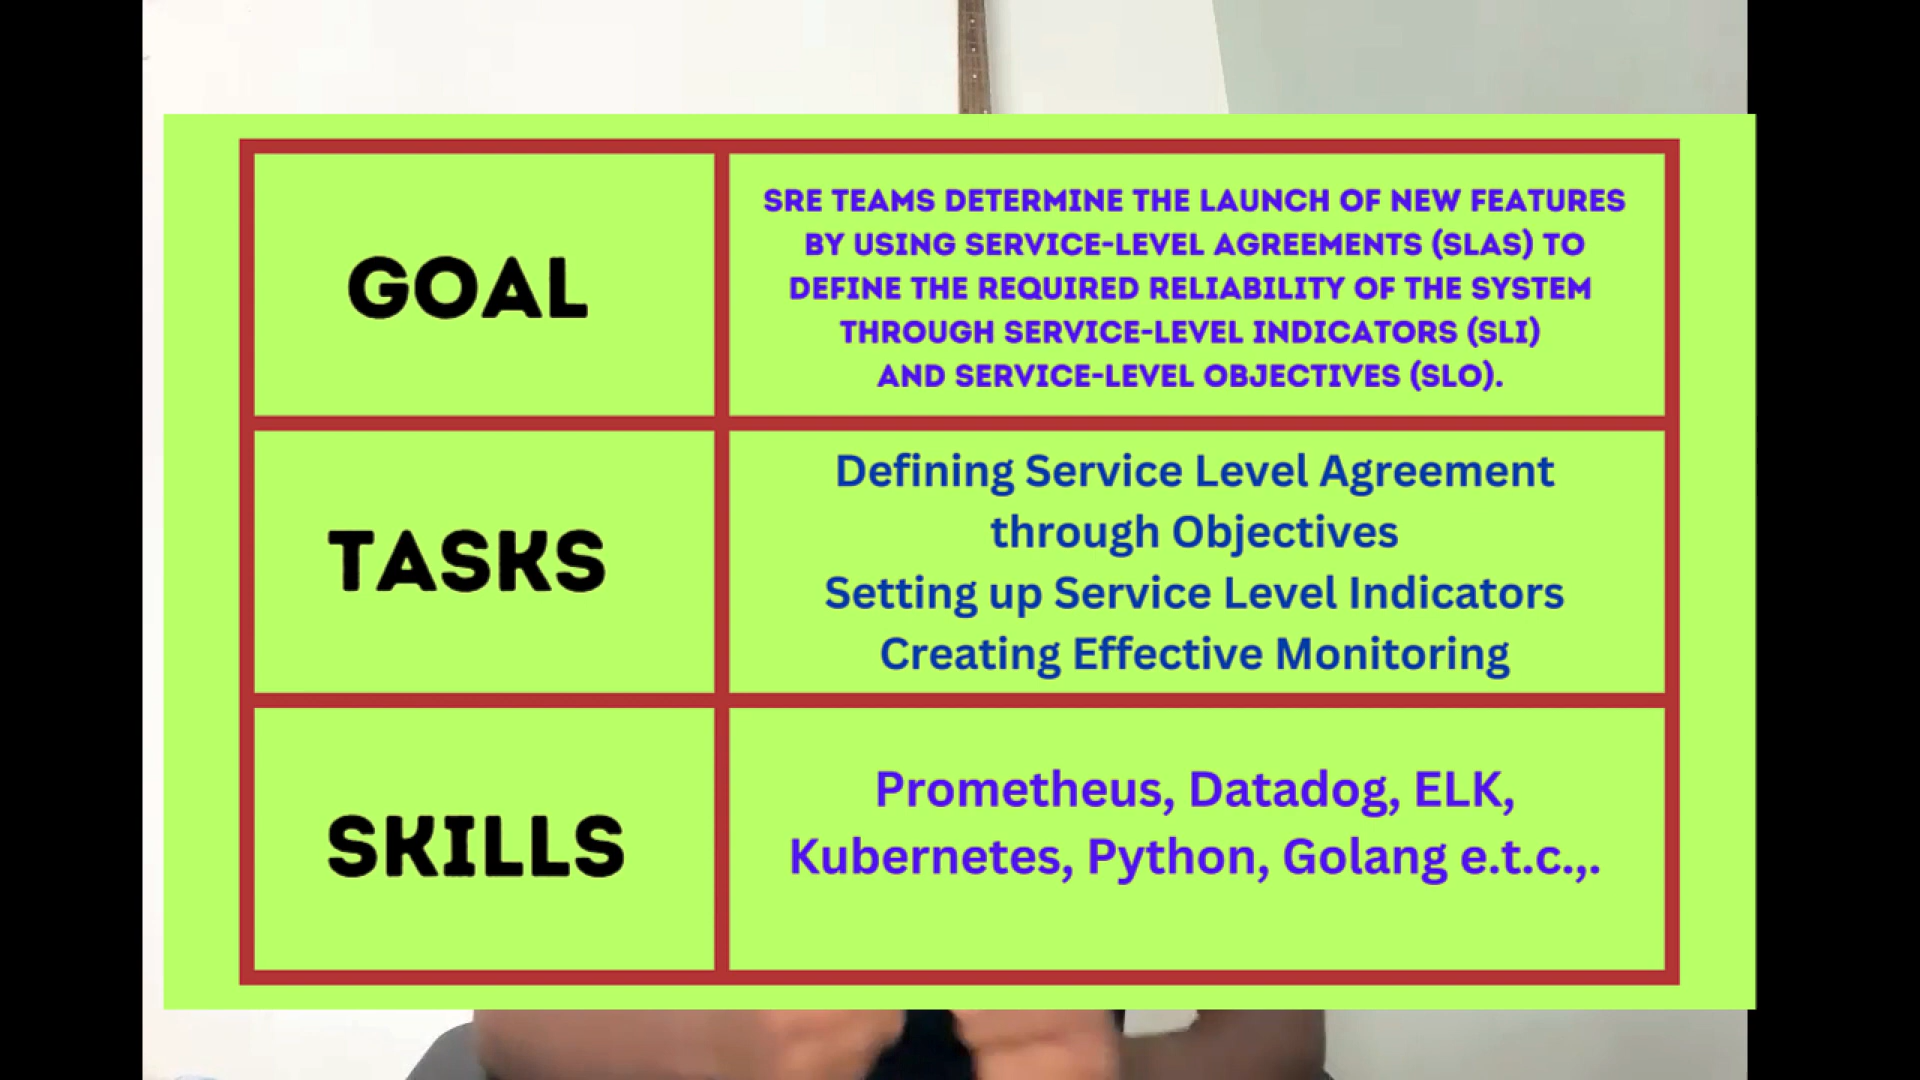 GOAL
SRE TEAMS DETERMINE THE LAUNCH OF NEW FEATURES
BY USING SERVICE-LEVEL AGREEMENTS (SLAS) TO
DEFINE THE REQUIRED RELIABILITY OF THE SYSTEM
THROUGH SERVICE-LEVEL INDICATORS (SLI)
AND SERVICE-LEVEL OBJECTIVES (SLO).
TASKS
Defining Service Level Agreement
through Objectives
Setting up Service Level Indicators
Creating Effective Monitoring
SKILLS
Prometheus, Datadog, ELK,
Kubernetes, Python, Golang e.t.c.,.